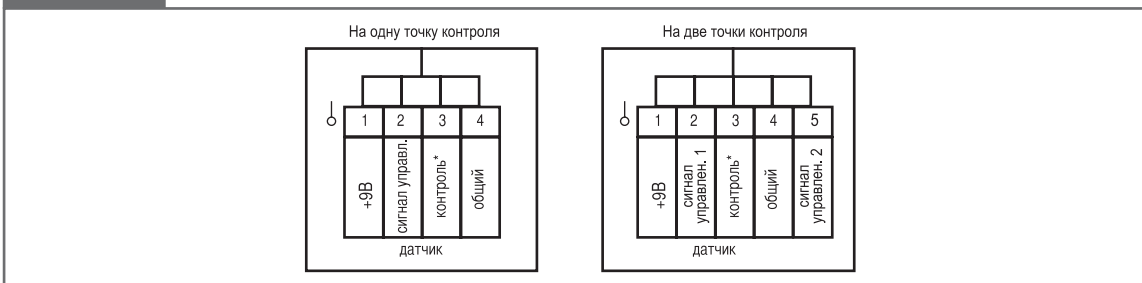 На одну точку контроля
1 2 3 4
+9В
сигнал управл.
контроль*
общий
датчик
На две точки контроля
1 2 3 4 5
+9В
сигнал
управлен. 1
контроль*
общий
сигнал
управлен. 2
датчик